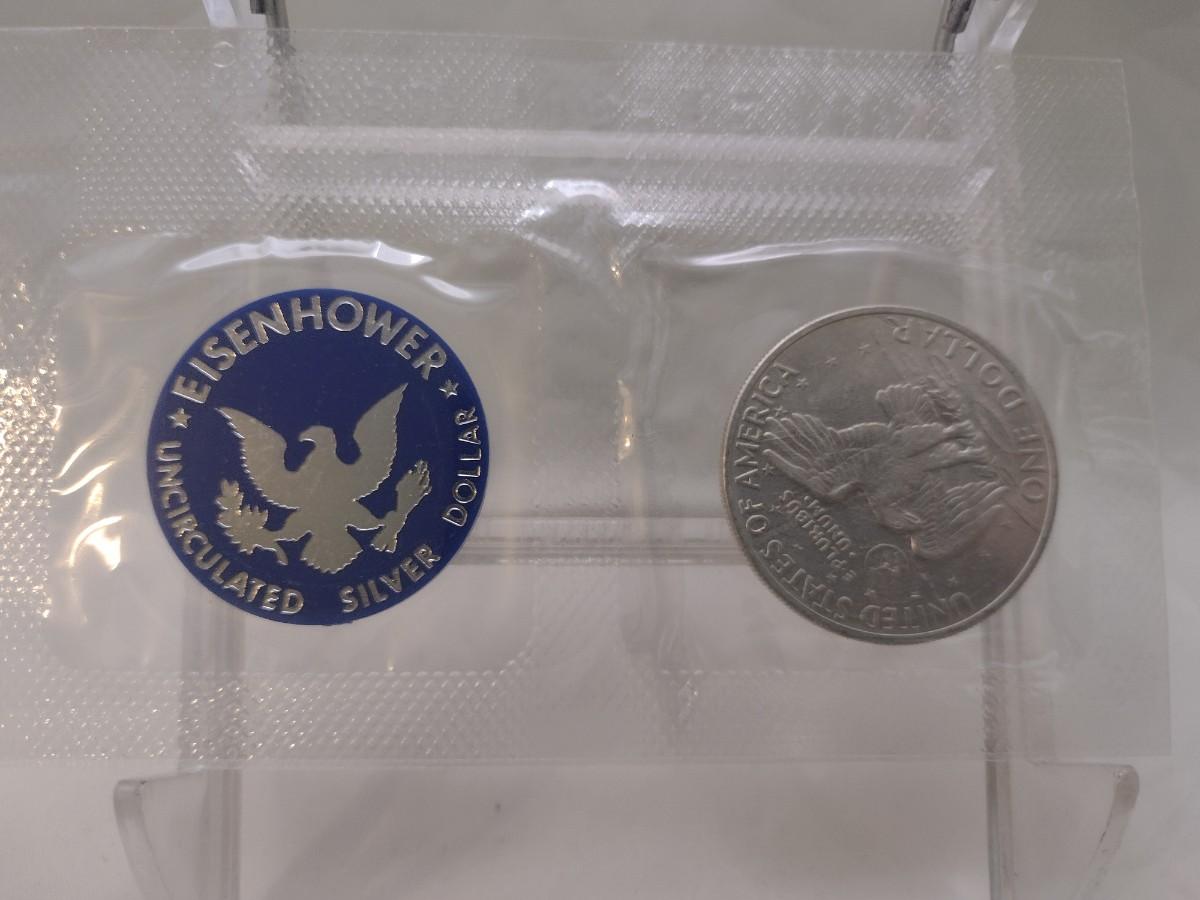 ★ EISENHOWER ★
UNCIRCULATED SILVER DOLLAR
UNITED STATES OF AMERICA
E PLURIBUS
UNUM
ONE DOLLAR